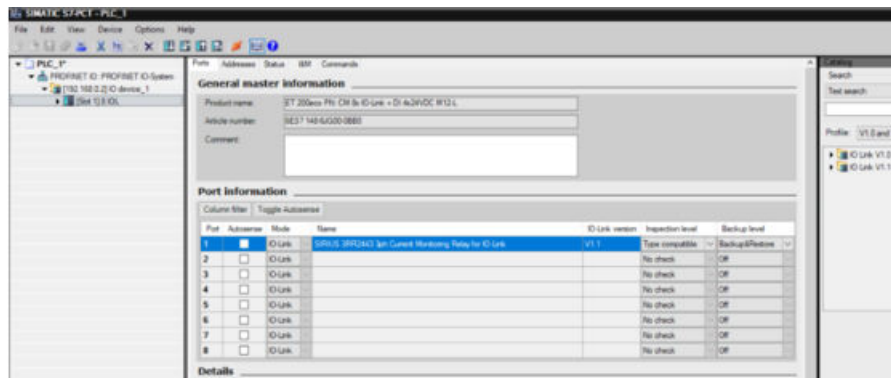 SIMATIC S7-PCT - PLC_1
File Edit View Device Options Help
PLC_1*
PROFINET IO: PROFINET IO-System
[192.168.0.2] IO device_1
[Slot 1] 8 IOL
Ports Addresses Status I&M Commands
General master information
Product name: ET 200eco PN: CM 8x IO-Link + DI 4x24VDC M12-L
Article number:
Comment:
Port information
Column filter Toggle Autosense
Port Autosense Mode Name IO-Link version Inspection level Backup level
1 IO-Link SIRIUS 3RR2443 3ph Current Monitoring Relay for IO-Link V1.1 Type compatible Backup&Restore
2 IO-Link No check Off
3 IO-Link No check Off
4 IO-Link No check Off
5 IO-Link No check Off
6 IO-Link No check Off
7 IO-Link No check Off
8 IO-Link No check Off
Details
Catalog
Search
Text search
Profile: V1.0 and
IO Link V1.0
IO Link V1.1